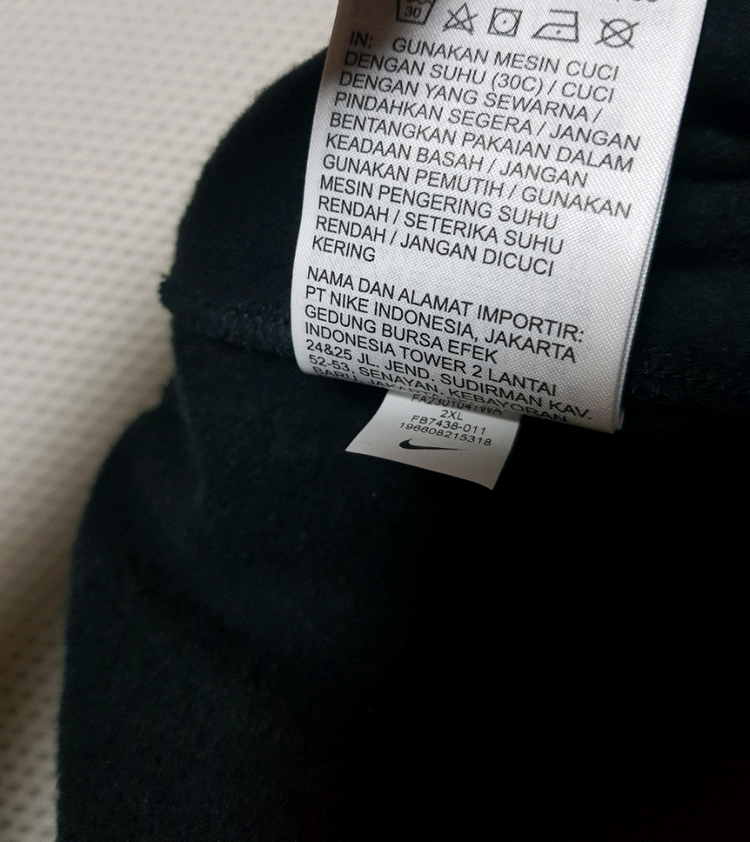 30
IN: GUNAKAN MESIN CUCI
DENGAN SUHU (30C) / CUCI
DENGAN YANG SEWARNA /
PINDAHKAN SEGERA / JANGAN
BENTANGKAN PAKAIAN DALAM
KEADAAN BASAH / JANGAN
GUNAKAN PEMUTIH / GUNAKAN
MESIN PENGERING SUHU
RENDAH / SETERIKA SUHU
RENDAH / JANGAN DICUCI
KERING
NAMA DAN ALAMAT IMPORTIR:
PT NIKE INDONESIA, JAKARTA
GEDUNG BURSA EFEK
INDONESIA TOWER 2 LANTAI
24&25 JL. JEND. SUDIRMAN KAV.
52-53, SENAYAN, KEBAYORAN
BARU,
2XL
FB7438-011
196608215318